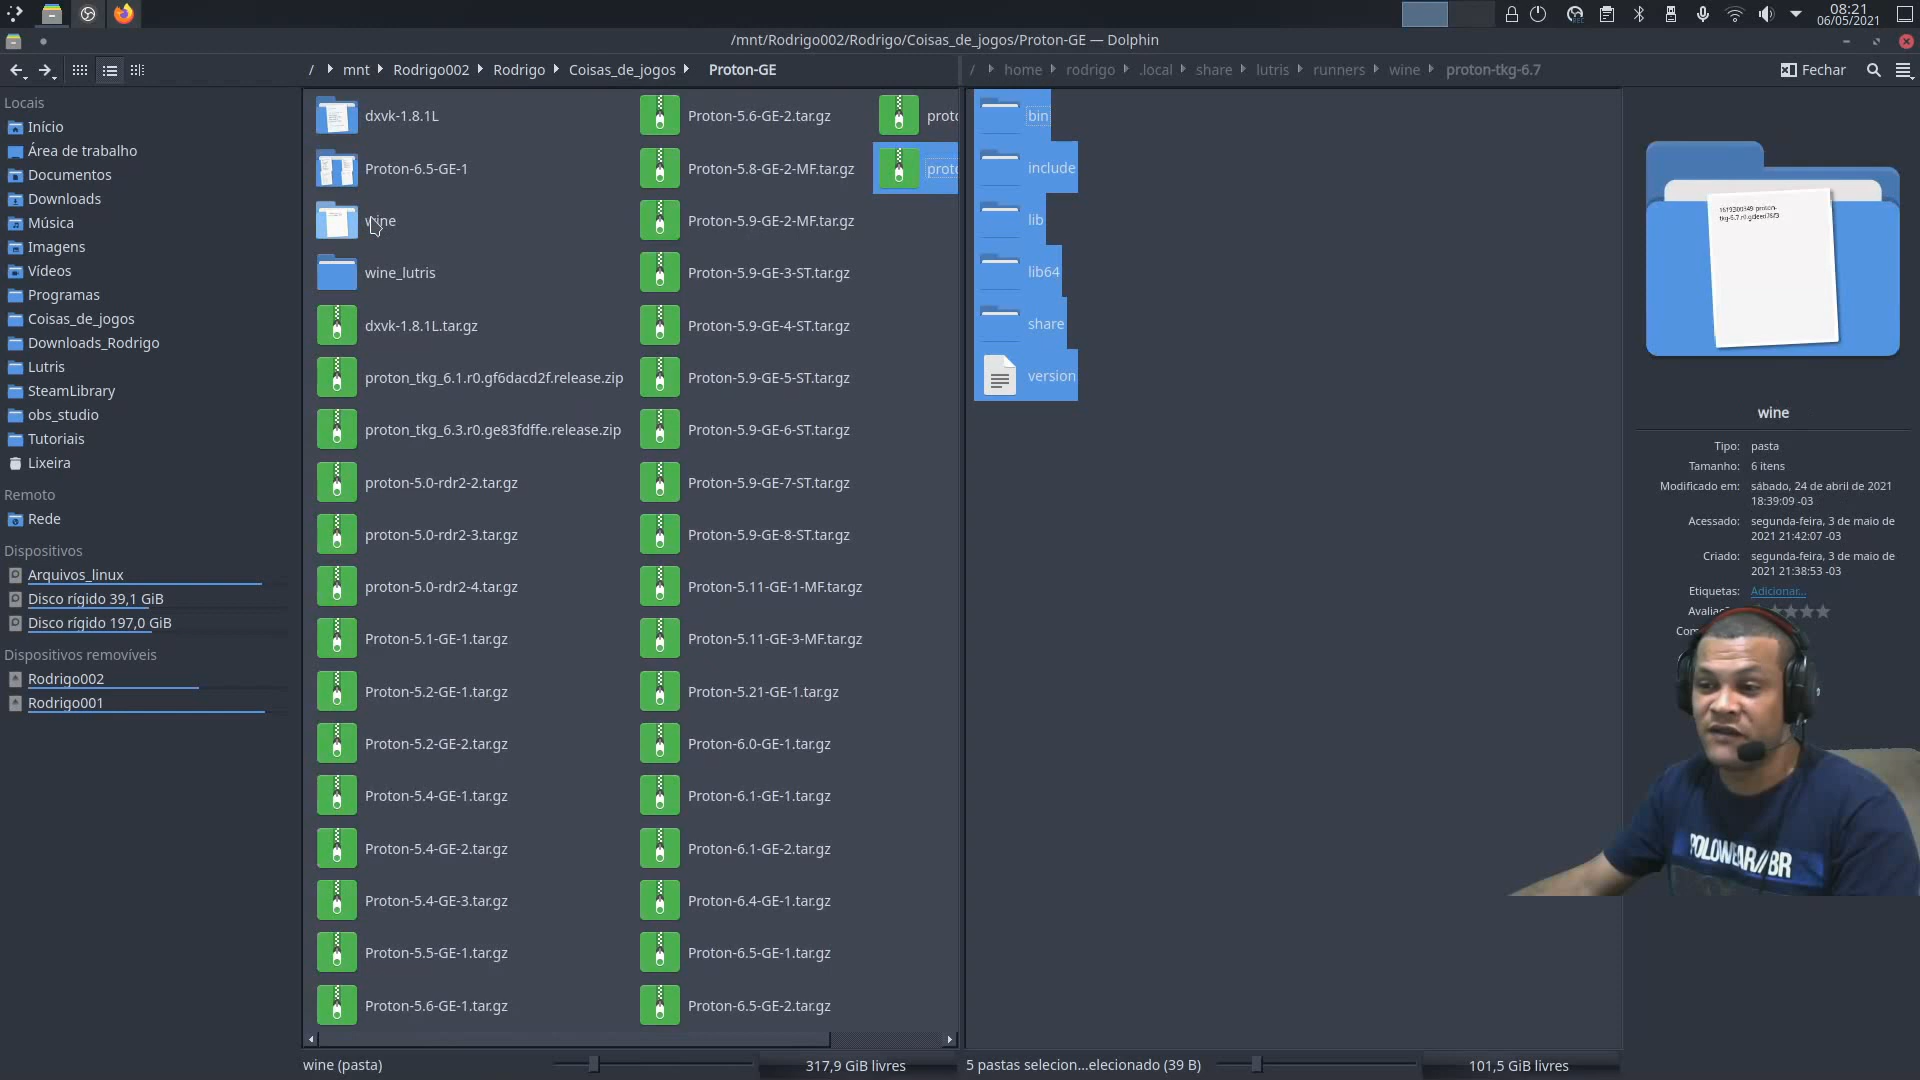 08:21
06/05/2021
/mnt/Rodrigo002/Rodrigo/Coisas_de_jogos/Proton-GE — Dolphin
/ mnt Rodrigo002 Rodrigo Coisas_de_jogos Proton-GE
/ home rodrigo .local share lutris runners wine proton-tkg-6.7
Fechar
Locais
Início
Área de trabalho
Documentos
Downloads
Música
Imagens
Vídeos
Programas
Coisas_de_jogos
Downloads_Rodrigo
Lutris
SteamLibrary
obs_studio
Tutoriais
Lixeira
Remoto
Rede
Dispositivos
Arquivos_linux
Disco rígido 39,1 GiB
Disco rígido 197,0 GiB
Dispositivos removíveis
Rodrigo002
Rodrigo001
dxvk-1.8.1L
Proton-6.5-GE-1
wine
wine_lutris
dxvk-1.8.1L.tar.gz
proton_tkg_6.1.r0.gf6dacd2f.release.zip
proton_tkg_6.3.r0.ge83fdffe.release.zip
proton-5.0-rdr2-2.tar.gz
proton-5.0-rdr2-3.tar.gz
proton-5.0-rdr2-4.tar.gz
Proton-5.1-GE-1.tar.gz
Proton-5.2-GE-1.tar.gz
Proton-5.2-GE-2.tar.gz
Proton-5.4-GE-1.tar.gz
Proton-5.4-GE-2.tar.gz
Proton-5.4-GE-3.tar.gz
Proton-5.5-GE-1.tar.gz
Proton-5.6-GE-1.tar.gz
Proton-5.6-GE-2.tar.gz
Proton-5.8-GE-2-MF.tar.gz
Proton-5.9-GE-2-MF.tar.gz
Proton-5.9-GE-3-ST.tar.gz
Proton-5.9-GE-4-ST.tar.gz
Proton-5.9-GE-5-ST.tar.gz
Proton-5.9-GE-6-ST.tar.gz
Proton-5.9-GE-7-ST.tar.gz
Proton-5.9-GE-8-ST.tar.gz
Proton-5.11-GE-1-MF.tar.gz
Proton-5.11-GE-3-MF.tar.gz
Proton-5.21-GE-1.tar.gz
Proton-6.0-GE-1.tar.gz
Proton-6.1-GE-1.tar.gz
Proton-6.1-GE-2.tar.gz
Proton-6.4-GE-1.tar.gz
Proton-6.5-GE-1.tar.gz
Proton-6.5-GE-2.tar.gz
proto
proto
bin
include
lib
lib64
share
version
wine
Tipo: pasta
Tamanho: 6 itens
Modificado em: sábado, 24 de abril de 2021
18:39:09 -03
Acessado: segunda-feira, 3 de maio de
2021 21:42:07 -03
Criado: segunda-feira, 3 de maio de
2021 21:38:53 -03
Etiquetas: Adicionar...
POLOWEAR//BR
wine (pasta)
317,9 GiB livres
5 pastas selecion...elecionado (39 B)
101,5 GiB livres